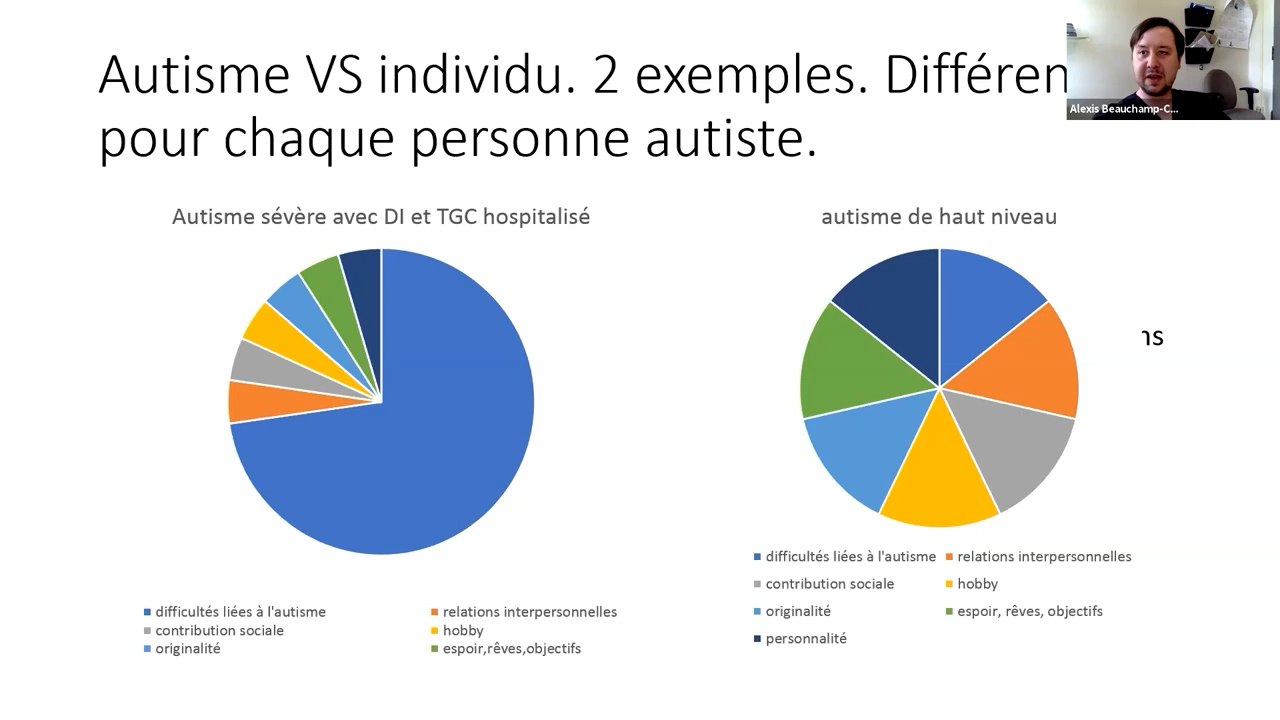 Autisme VS individu. 2 exemples. Différen
pour chaque personne autiste.
Alexis Beauchamp-C...
Autisme sévère avec DI et TGC hospitalisé
autisme de haut niveau
ns
difficultés liées à l'autisme
relations interpersonnelles
contribution sociale
hobby
originalité
espoir,rêves,objectifs
difficultés liées à l'autisme
relations interpersonnelles
contribution sociale
hobby
originalité
espoir, rêves, objectifs
personnalité